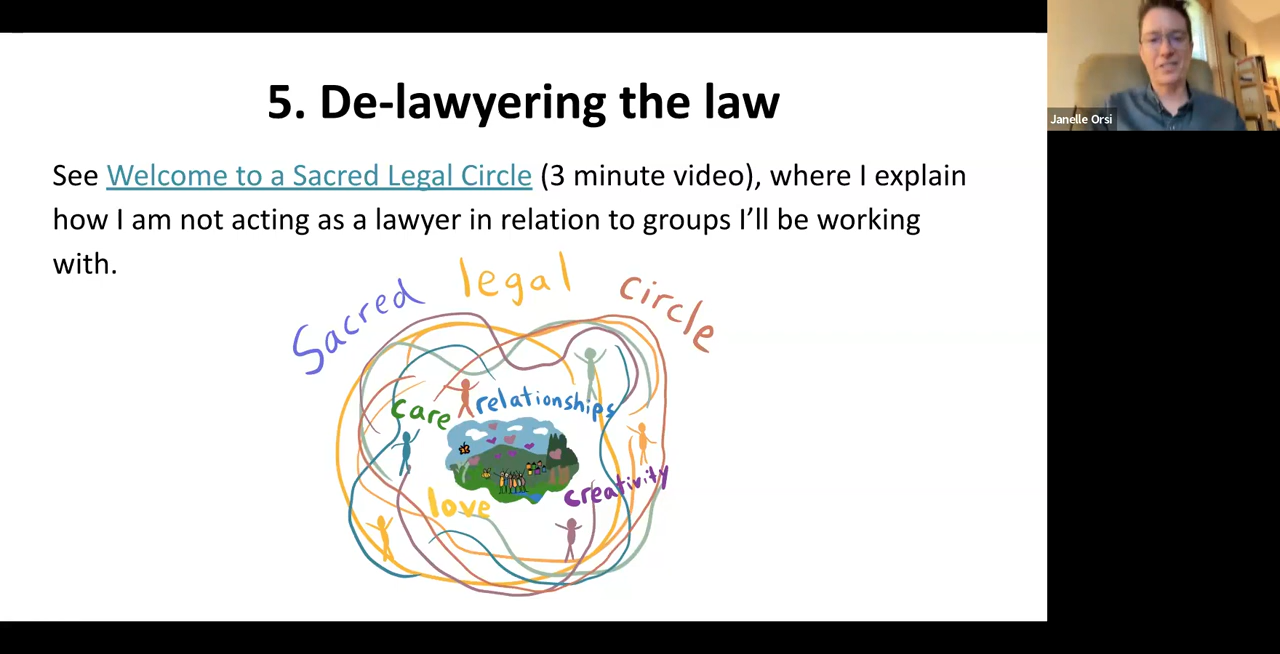 5. De-lawyering the law
Janelle Orsi
See Welcome to a Sacred Legal Circle (3 minute video), where I explain
how I am not acting as a lawyer in relation to groups I’ll be working
with.
Sacred legal circle
care relationships
love creativity